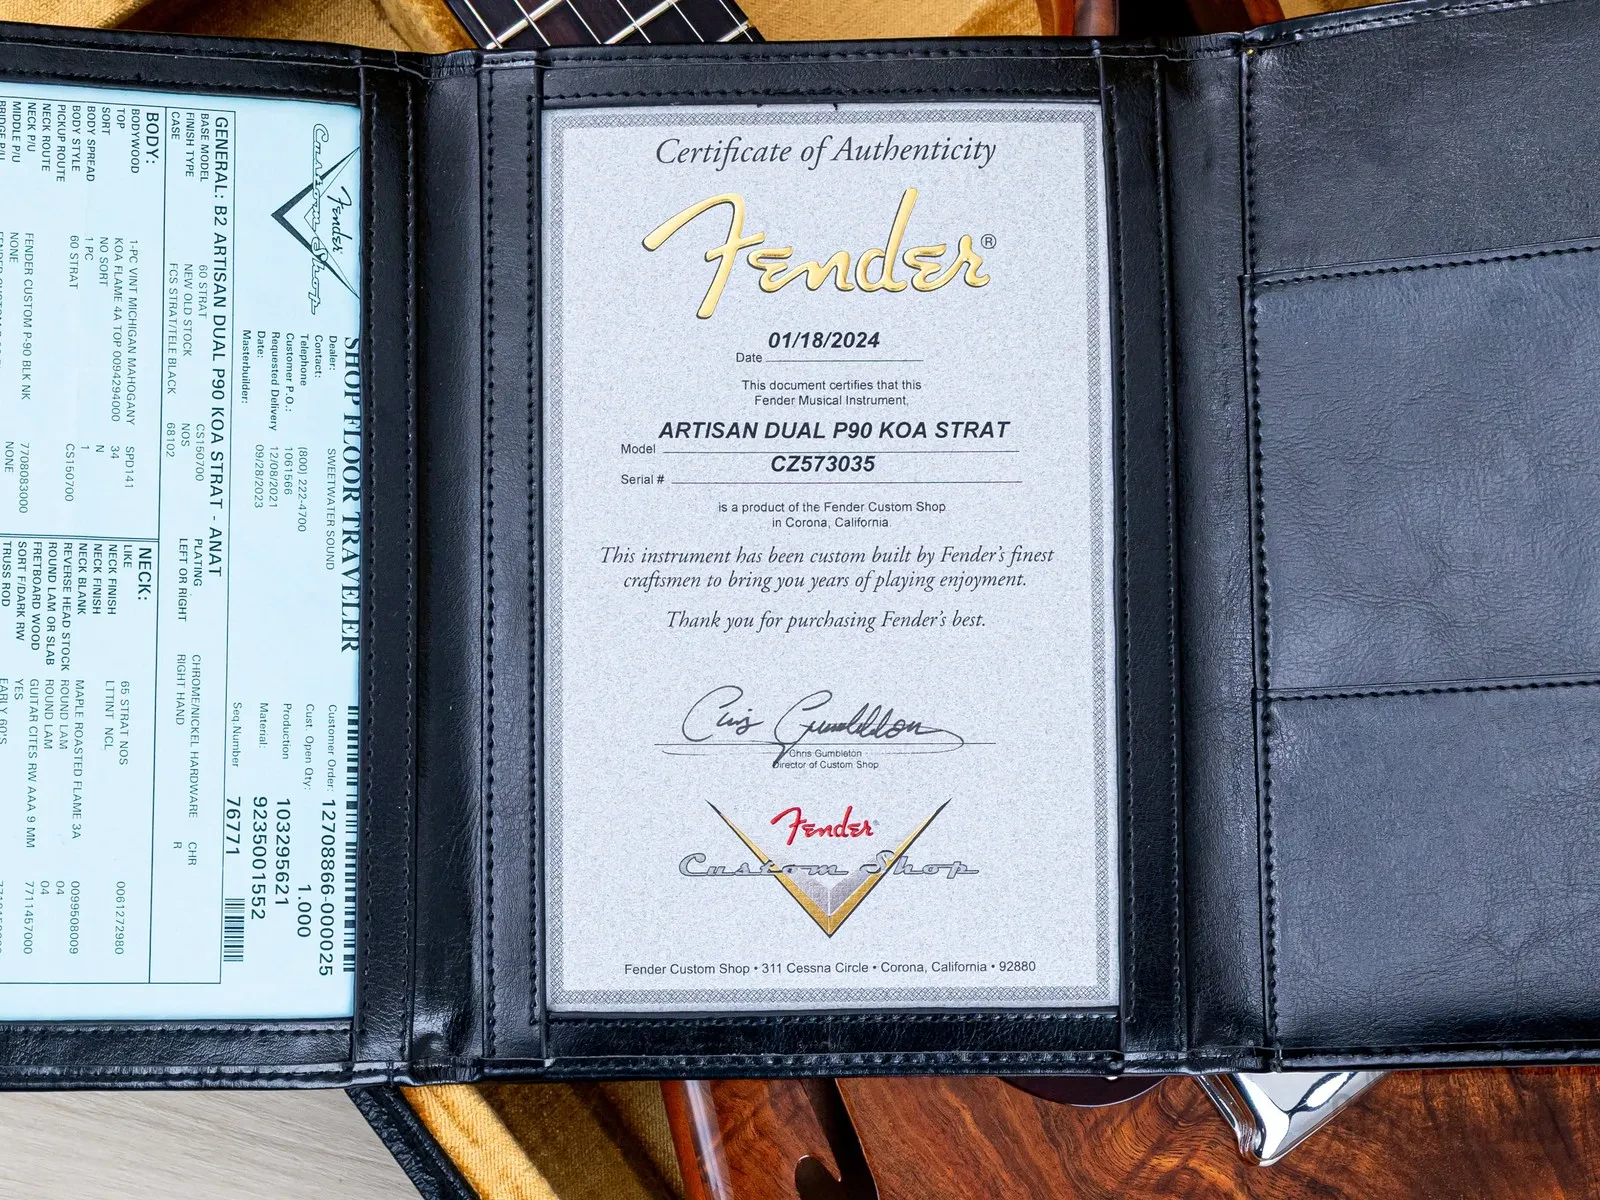 Fender
Custom Shop
SHOP FLOOR TRAVELER
Dealer: SWEETWATER SOUND
Contact:
Telephone (800) 222-4700
Customer P.O.: 1061566
Requested Delivery 12/08/2021
Date: 09/28/2023
Masterbuilder:
Customer Order: 12708866-000025
Cust. Open Qty: 1.000
Production 103295621
Material: 9235001552
Seq.Number 76771
GENERAL: B2 ARTISAN DUAL P90 KOA STRAT - ANAT
BASE MODEL 60 STRAT CS150700 PLATING CHROME/NICKEL HARDWARE CHR
FINISH TYPE NEW OLD STOCK NOS LEFT OR RIGHT RIGHT HAND R
CASE FCS STRAT/TELE BLACK 68102
BODY:
BODYWOOD 1-PC VINT MICHIGAN MAHOGANY SPD141
TOP KOA FLAME 4A TOP 0094294000 34
SORT NO SORT N
BODY SPREAD 1 PC 1
BODY STYLE 60 STRAT CS150700
PICKUP ROUTE
NECK ROUTE
NECK P/U FENDER CUSTOM P-90 BLK NK 7708083000
MIDDLE P/U NONE NONE
BRIDGE P/U
NECK:
LIKE 65 STRAT NOS 0061272980
NECK FINISH LTTINT NCL
NECK FINISH
NECK BLANK MAPLE ROASTED FLAME 3A 0099508009
REVERSE HEAD STOCK
ROUND LAM OR SLAB ROUND LAM 04
ROUND LAM 04
FRETBOARD WOOD GUITAR CITES RW AAA 9 MM 7711457000
SORT F/DARK RW YES
TRUSS ROD EARLY 60'S
Certificate of Authenticity
Fender®
01/18/2024
Date
This document certifies that this
Fender Musical Instrument,
ARTISAN DUAL P90 KOA STRAT
Model
CZ573035
Serial #
is a product of the Fender Custom Shop
in Corona, California.
This instrument has been custom built by Fender's finest
craftsmen to bring you years of playing enjoyment.
Thank you for purchasing Fender's best.
Chris Gumbleton
Chris Gumbleton
Director of Custom Shop
Fender
Custom Shop
Fender Custom Shop • 311 Cessna Circle • Corona, California • 92880